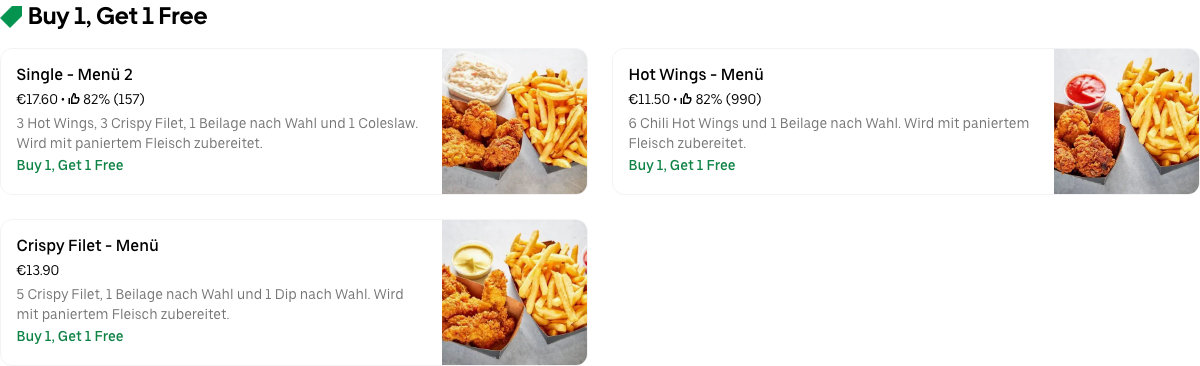 Buy 1, Get 1 Free
Single - Menü 2
€17.60 • 82% (157)
3 Hot Wings, 3 Crispy Filet, 1 Beilage nach Wahl und 1 Coleslaw.
Wird mit paniertem Fleisch zubereitet.
Buy 1, Get 1 Free
Hot Wings - Menü
€11.50 • 82% (990)
6 Chili Hot Wings und 1 Beilage nach Wahl. Wird mit paniertem
Fleisch zubereitet.
Buy 1, Get 1 Free
Crispy Filet - Menü
€13.90
5 Crispy Filet, 1 Beilage nach Wahl und 1 Dip nach Wahl. Wird
mit paniertem Fleisch zubereitet.
Buy 1, Get 1 Free